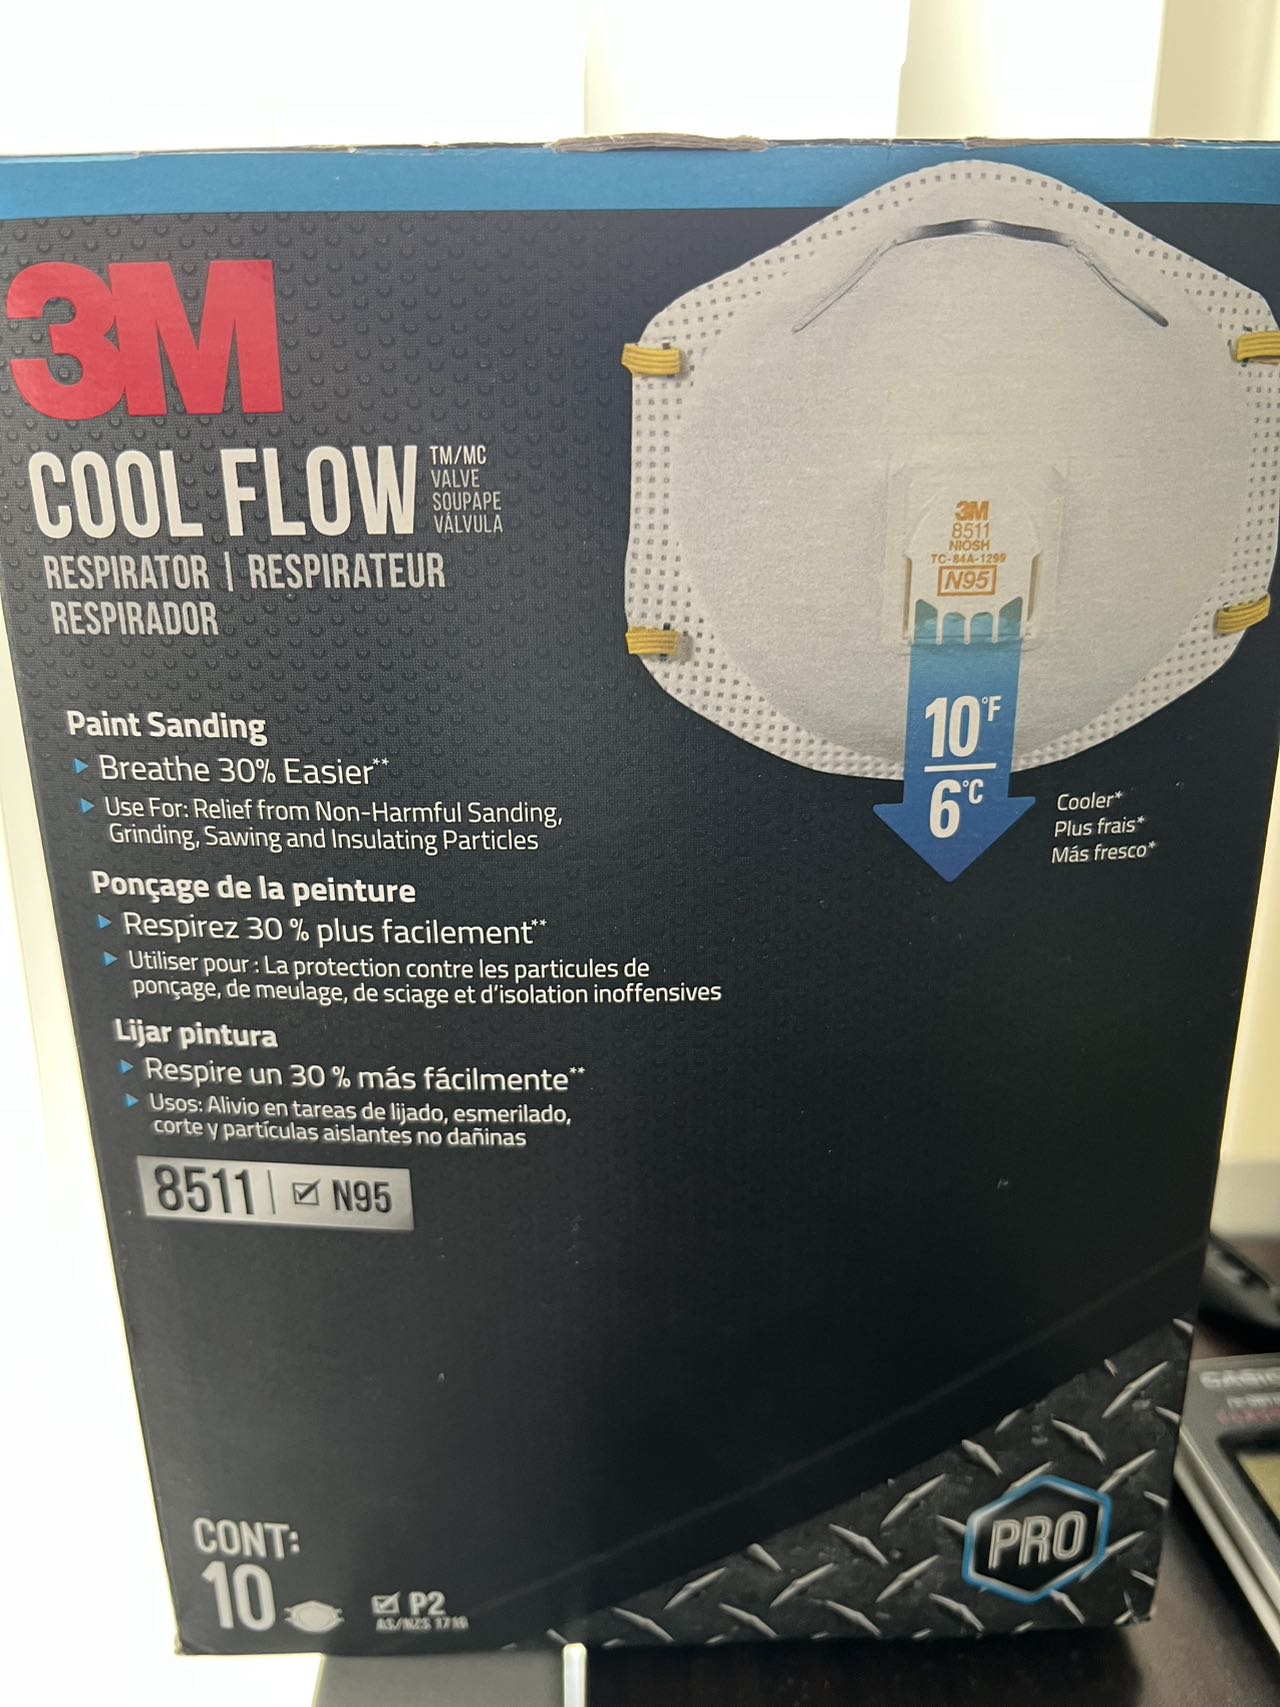 3M
COOL FLOW
TM/MC
VALVE
SOUPAPE
VÁLVULA
RESPIRATOR | RESPIRATEUR
RESPIRADOR
3M
8511
NIOSH
TC-84A-1299
N95
10°F
6°C
Cooler*
Plus frais*
Más fresco*
Paint Sanding
Breathe 30% Easier**
Use For: Relief from Non-Harmful Sanding,
Grinding, Sawing and Insulating Particles
Ponçage de la peinture
Respirez 30 % plus facilement**
Utiliser pour : La protection contre les particules de
ponçage, de meulage, de sciage et d'isolation inoffensives
Lijar pintura
Respire un 30 % más fácilmente**
Usos: Alivio en tareas de lijado, esmerilado,
corte y partículas aislantes no dañinas
8511 | N95
CONT:
10
P2
AS/NZS 1716
PRO
CASIO